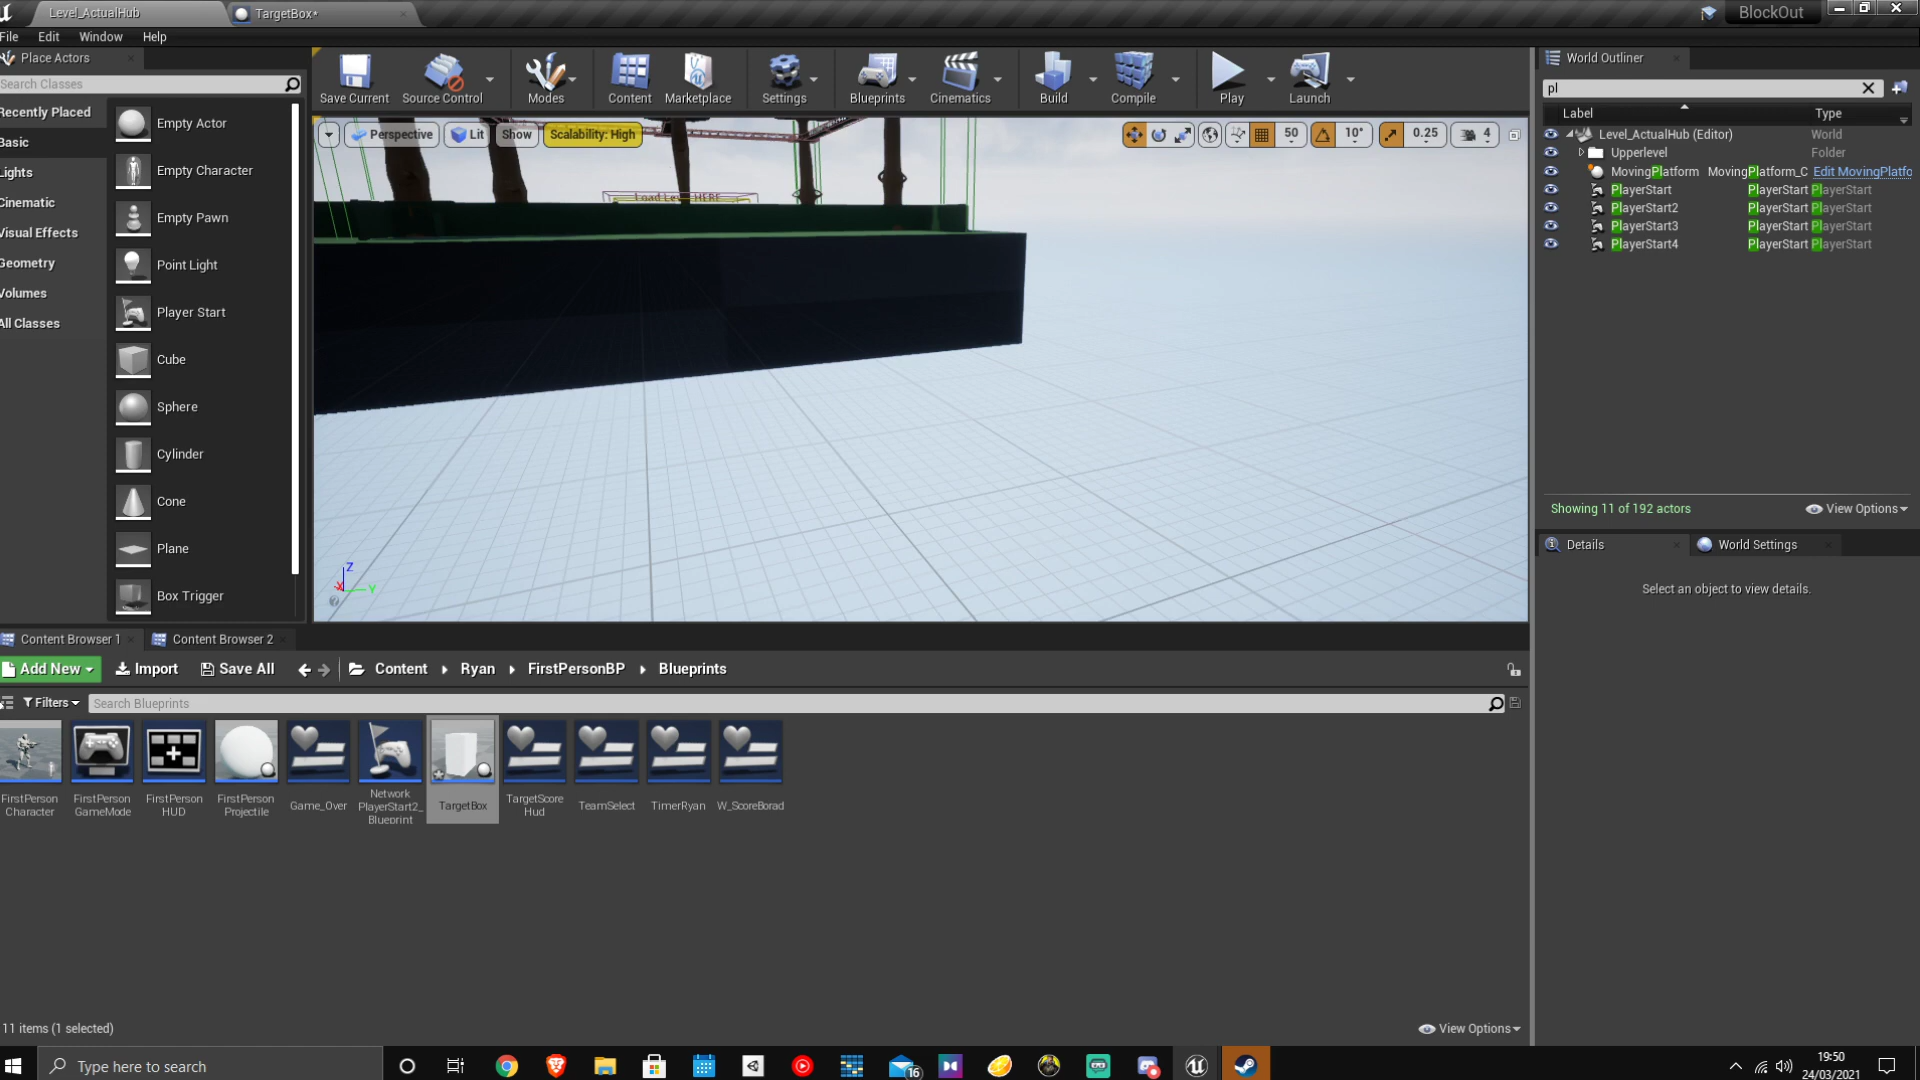 Level_ActualHub
TargetBox*
BlockOut
File Edit Window Help
Place Actors
Search Classes
Recently Placed
Basic
Lights
Cinematic
Visual Effects
Geometry
Volumes
All Classes
Empty Actor
Empty Character
Empty Pawn
Point Light
Player Start
Cube
Sphere
Cylinder
Cone
Plane
Box Trigger
Save Current
Source Control
Modes
Content
Marketplace
Settings
Blueprints
Cinematics
Build
Compile
Play
Launch
Perspective
Lit
Show
Scalability: High
50
10°
0.25
4
Load Level HERE
Z
X
Y
World Outliner
pl
Label Type
Level_ActualHub (Editor) World
Upperlevel Folder
MovingPlatform MovingPlatform_C Edit MovingPlatfo
PlayerStart PlayerStart PlayerStart
PlayerStart2 PlayerStart PlayerStart
PlayerStart3 PlayerStart PlayerStart
PlayerStart4 PlayerStart PlayerStart
Showing 11 of 192 actors
View Options
Details
World Settings
Select an object to view details.
Content Browser 1
Content Browser 2
Add New
Import
Save All
Content
Ryan
FirstPersonBP
Blueprints
Filters
Search Blueprints
FirstPerson
Character
FirstPerson
GameMode
FirstPerson
HUD
FirstPerson
Projectile
Game_Over
Network
PlayerStart2_
Blueprint
TargetBox
TargetScore
Hud
TeamSelect
TimerRyan
W_ScoreBorad
11 items (1 selected)
View Options
Type here to search
16
19:50
24/03/2021